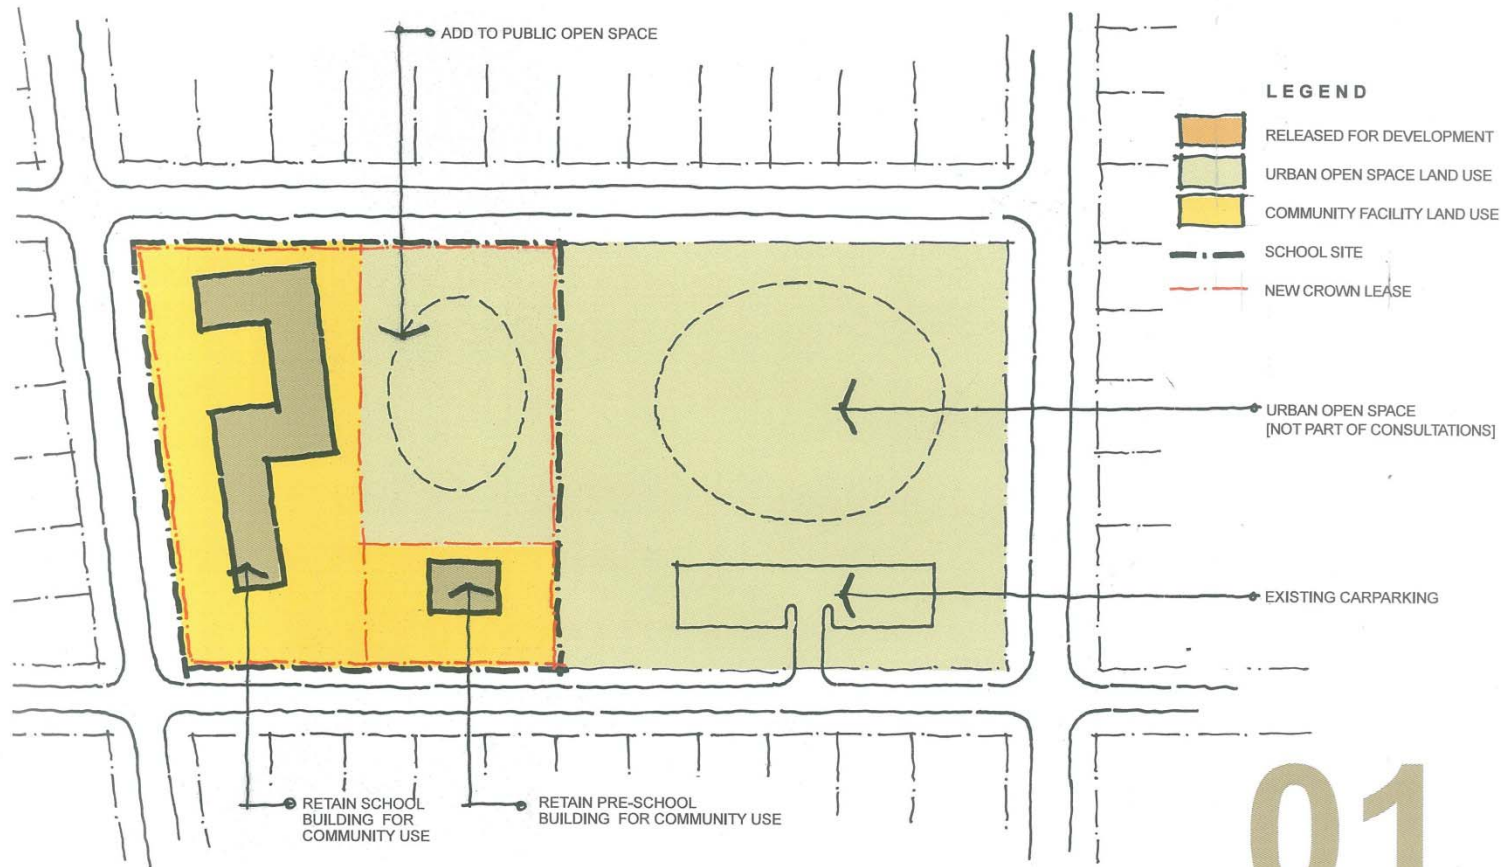 ADD TO PUBLIC OPEN SPACE
LEGEND
RELEASED FOR DEVELOPMENT
URBAN OPEN SPACE LAND USE
COMMUNITY FACILITY LAND USE
SCHOOL SITE
NEW CROWN LEASE
URBAN OPEN SPACE
[NOT PART OF CONSULTATIONS]
EXISTING CARPARKING
RETAIN SCHOOL
BUILDING FOR
COMMUNITY USE
RETAIN PRE-SCHOOL
BUILDING FOR COMMUNITY USE
01